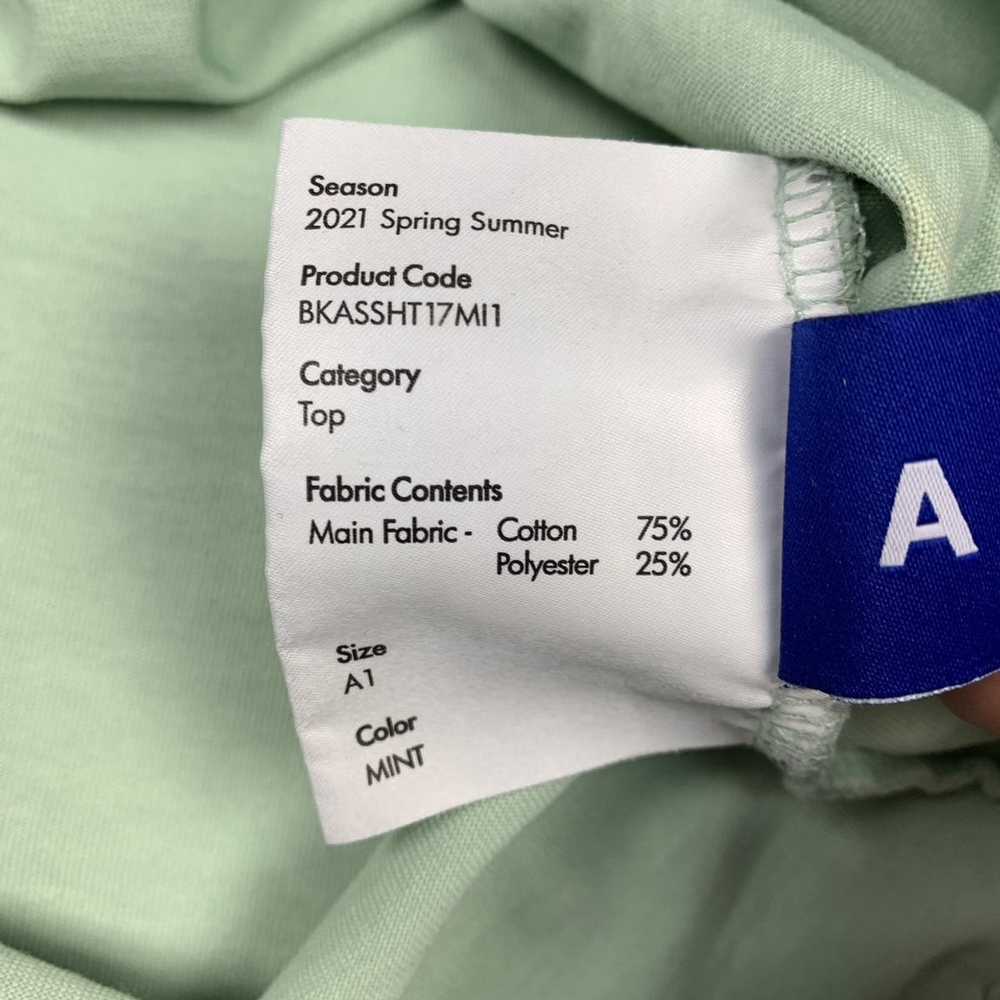 Season
2021 Spring Summer
Product Code
BKASSHT17MI1
Category
Top
Fabric Contents
Main Fabric - Cotton 75%
Polyester 25%
Size
A1
Color
MINT
A